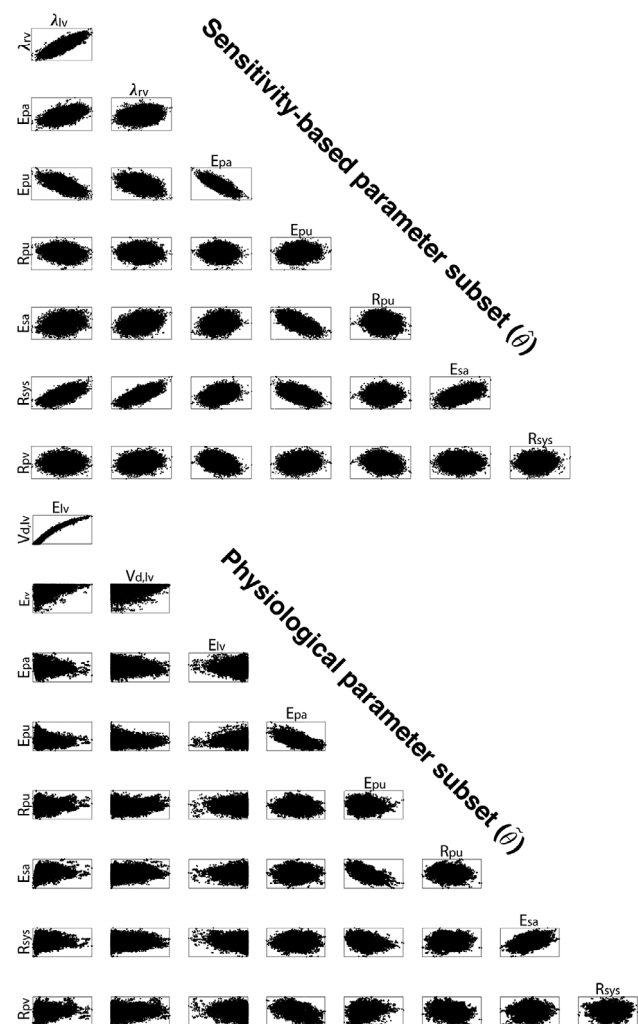 λlv
λrv
λrv
Epa
Epa
Epu
Epu
Rpu
Rpu
Esa
Esa
Rsys
Rsys
Rpv
Sensitivity-based parameter subset (θ̂)
Elv
Vd,lv
Vd,lv
Erv
Elv
Epa
Epa
Epu
Epu
Rpu
Rpu
Esa
Esa
Rsys
Rsys
Rpv
Physiological parameter subset (θ̃)